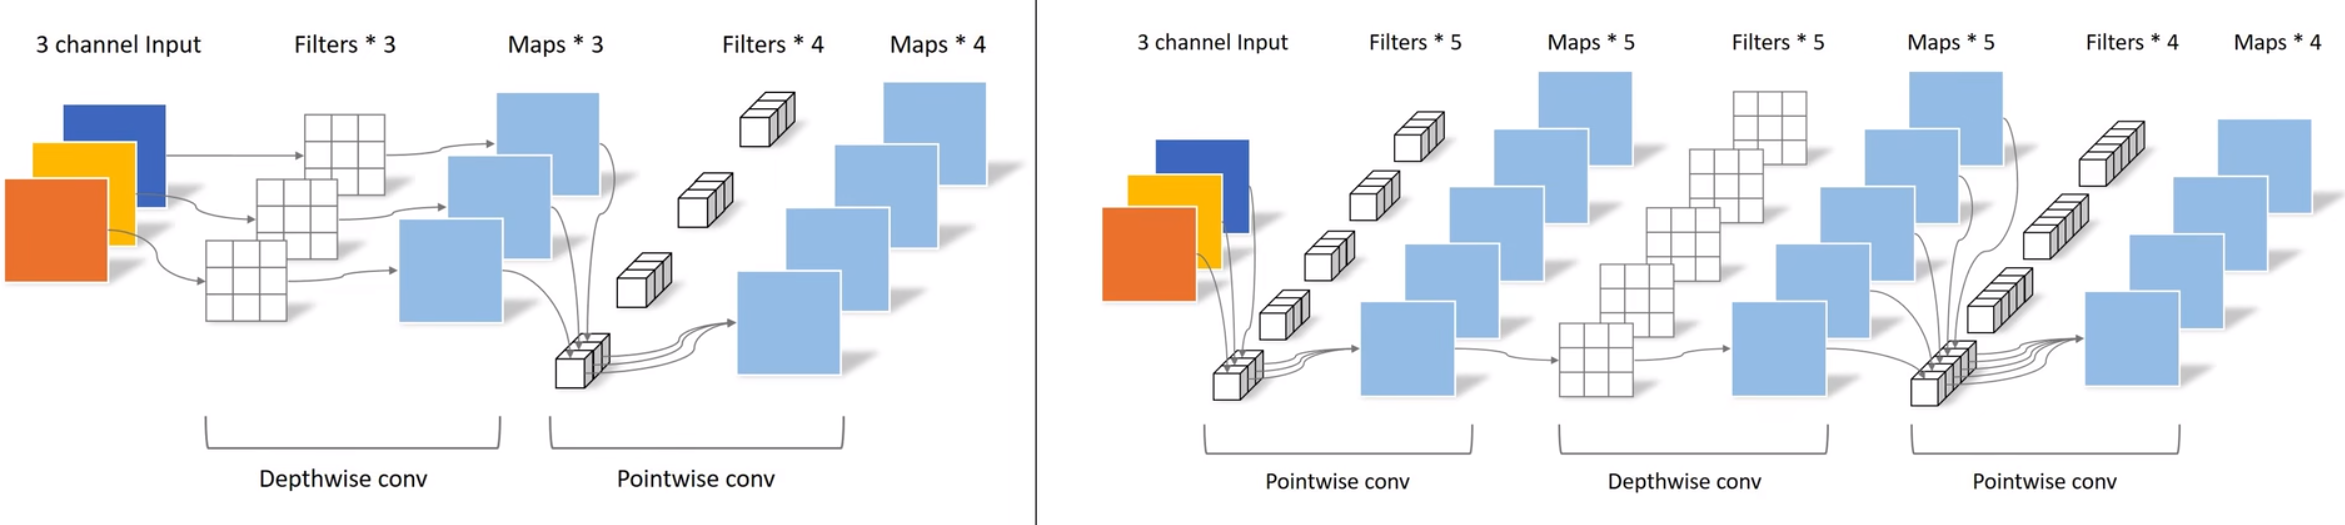 3 channel Input
Filters * 3
Maps * 3
Filters * 4
Maps * 4
Depthwise conv
Pointwise conv
3 channel Input
Filters * 5
Maps * 5
Filters * 5
Maps * 5
Filters * 4
Maps * 4
Pointwise conv
Depthwise conv
Pointwise conv